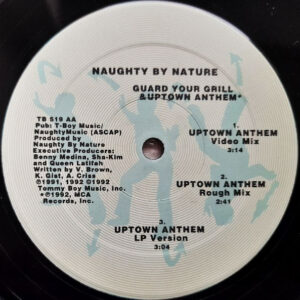 NAUGHTY BY NATURE
GUARD YOUR GRILL
& UPTOWN ANTHEM*
TB 519 AA
Pub: T-Boy Music/
NaughtyMusic (ASCAP)
Produced by
Naughty By Nature
Executive Producers:
Benny Medina, Sha-Kim
and Queen Latifah
Written by V. Brown,
K. Gist, A. Criss
℗1991, 1992 ©1992
Tommy Boy Music, Inc.
*℗1992, MCA
Records, Inc.
1.
UPTOWN ANTHEM
Video Mix
3:14
2.
UPTOWN ANTHEM
Rough Mix
2:41
3.
UPTOWN ANTHEM
LP Version
3:04